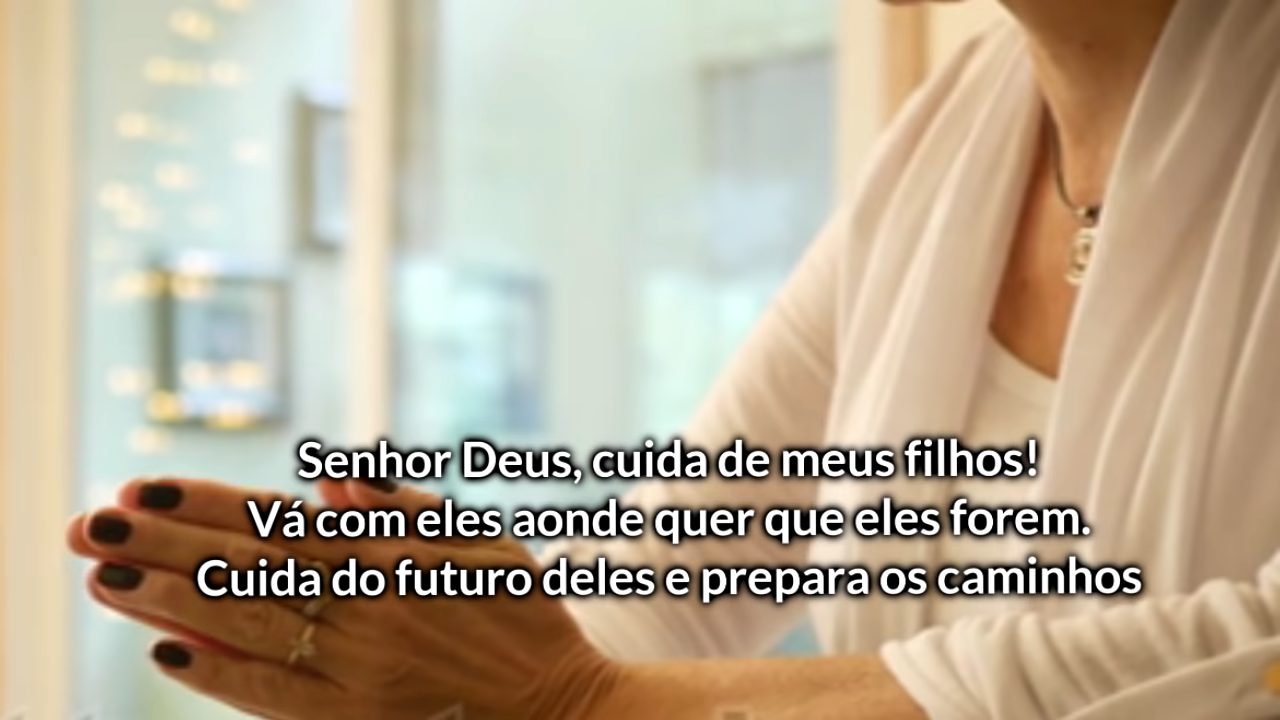 Senhor Deus, cuida de meus filhos!
Vá com eles aonde quer que eles forem.
Cuida do futuro deles e prepara os caminhos